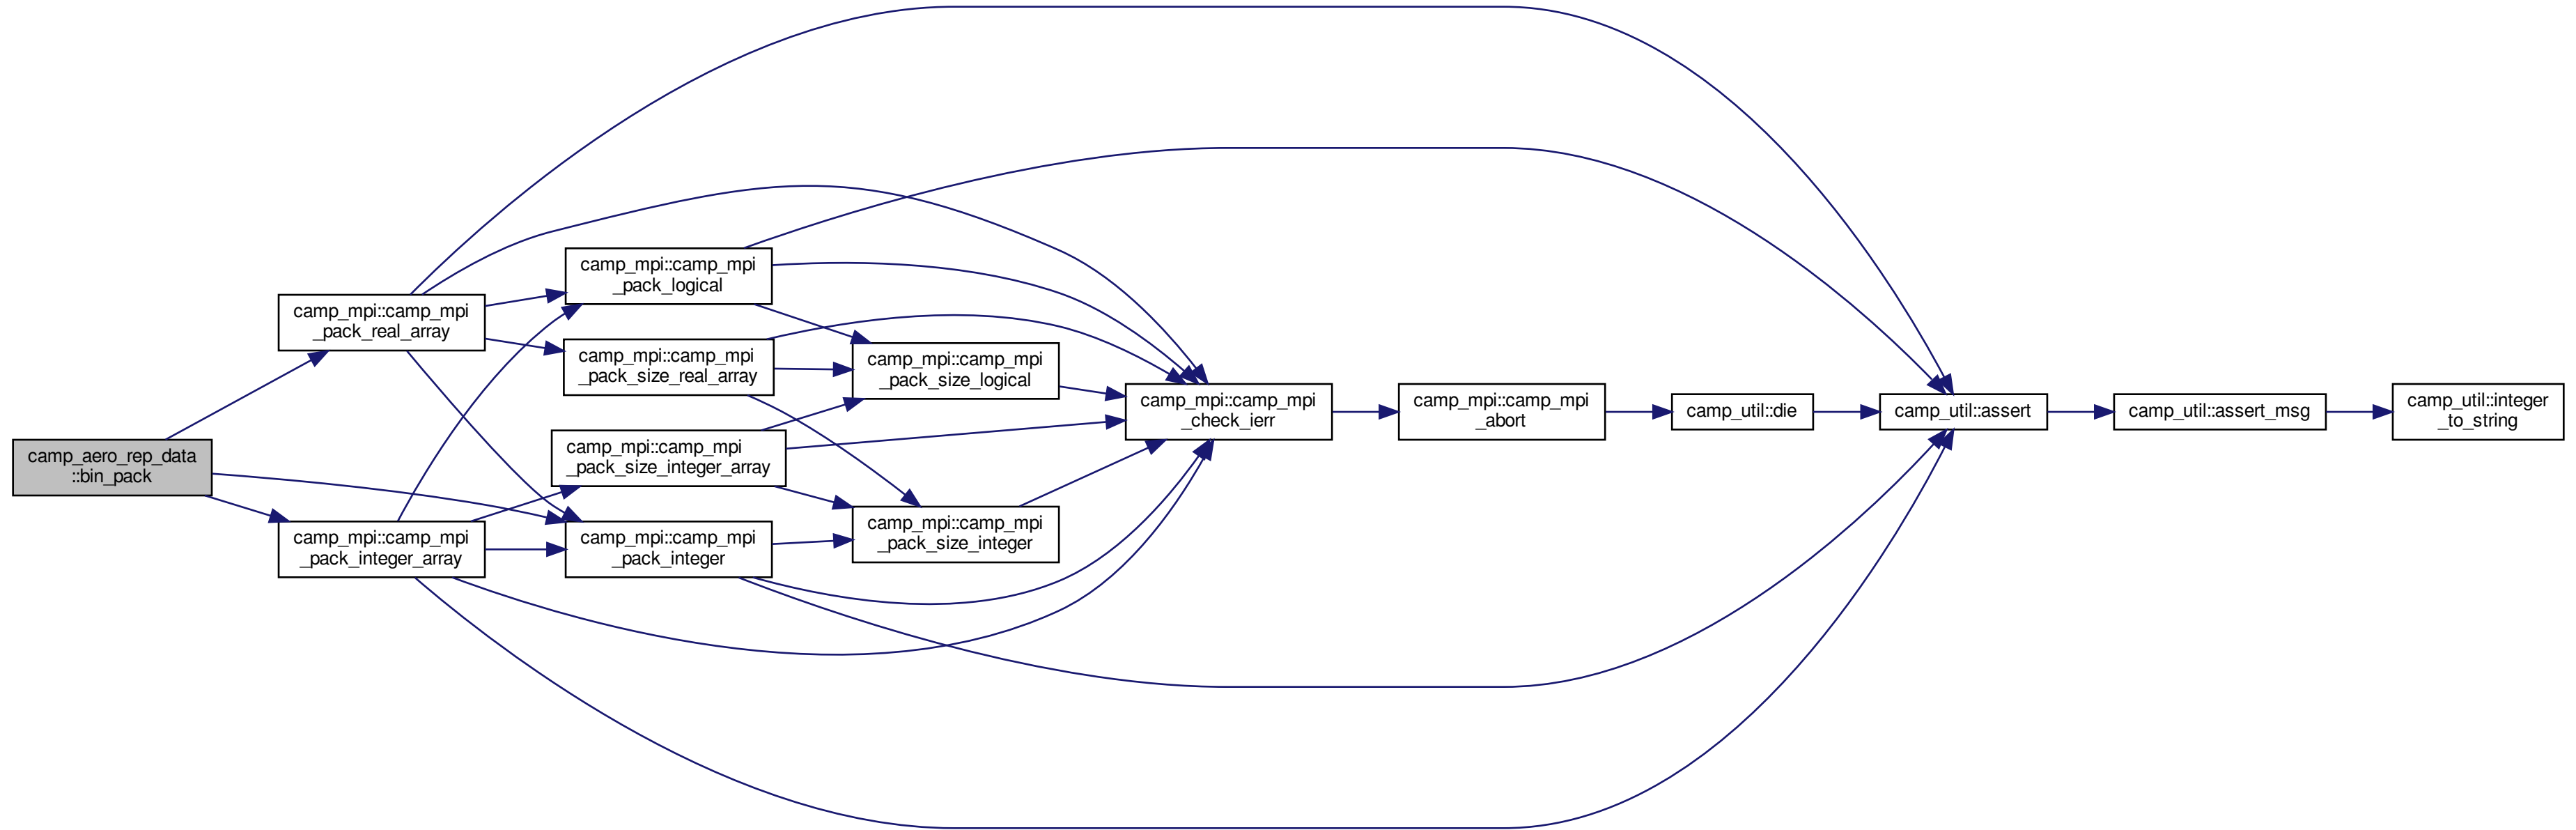 camp_aero_rep_data
::bin_pack
camp_mpi::camp_mpi
_pack_real_array
camp_mpi::camp_mpi
_pack_integer_array
camp_mpi::camp_mpi
_pack_logical
camp_mpi::camp_mpi
_pack_size_real_array
camp_mpi::camp_mpi
_pack_size_integer_array
camp_mpi::camp_mpi
_pack_integer
camp_mpi::camp_mpi
_pack_size_logical
camp_mpi::camp_mpi
_pack_size_integer
camp_mpi::camp_mpi
_check_ierr
camp_mpi::camp_mpi
_abort
camp_util::die
camp_util::assert
camp_util::assert_msg
camp_util::integer
_to_string